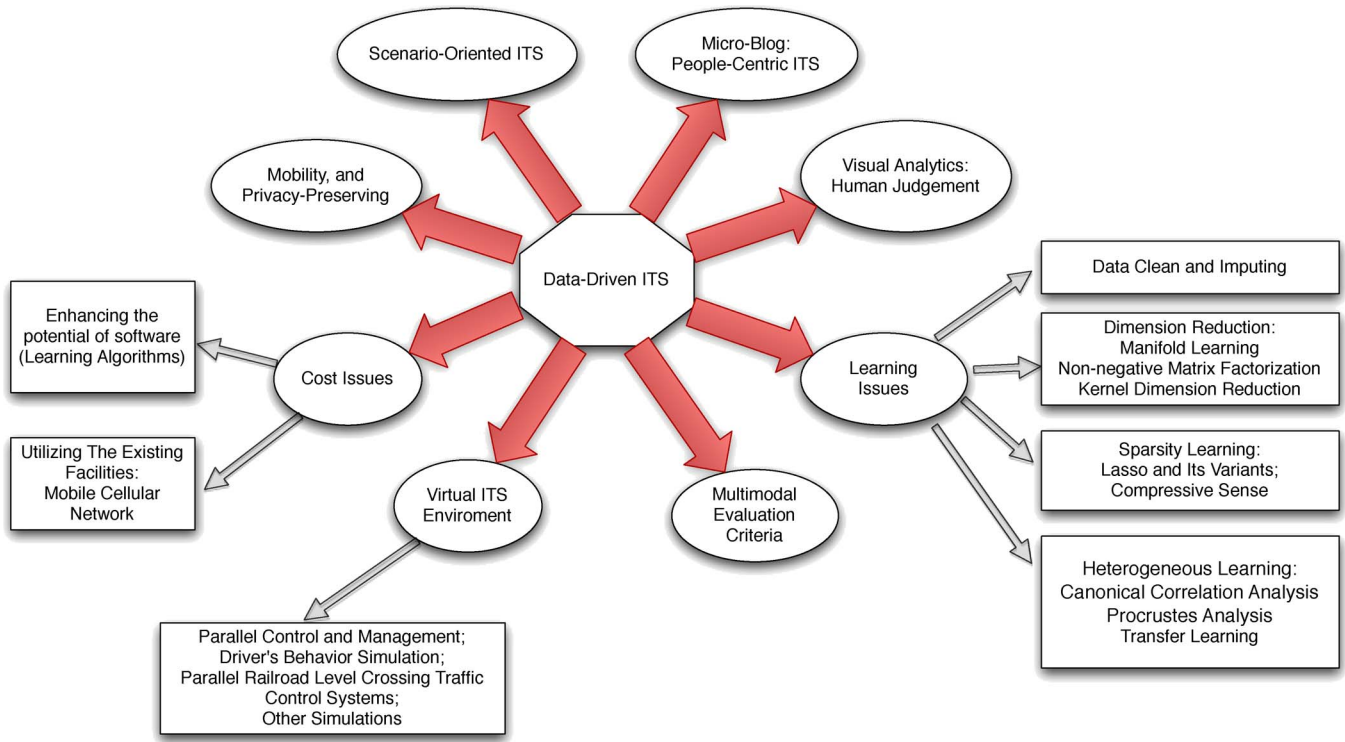 Scenario-Oriented ITS
Micro-Blog:
People-Centric ITS
Mobility, and
Privacy-Preserving
Visual Analytics:
Human Judgement
Data-Driven ITS
Data Clean and Imputing
Enhancing the
potential of software
(Learning Algorithms)
Cost Issues
Learning
Issues
Dimension Reduction:
Manifold Learning
Non-negative Matrix Factorization
Kernel Dimension Reduction
Utilizing The Existing
Facilities:
Mobile Cellular
Network
Virtual ITS
Enviroment
Multimodal
Evaluation
Criteria
Sparsity Learning:
Lasso and Its Variants;
Compressive Sense
Heterogeneous Learning:
Canonical Correlation Analysis
Procrustes Analysis
Transfer Learning
Parallel Control and Management;
Driver's Behavior Simulation;
Parallel Railroad Level Crossing Traffic
Control Systems;
Other Simulations